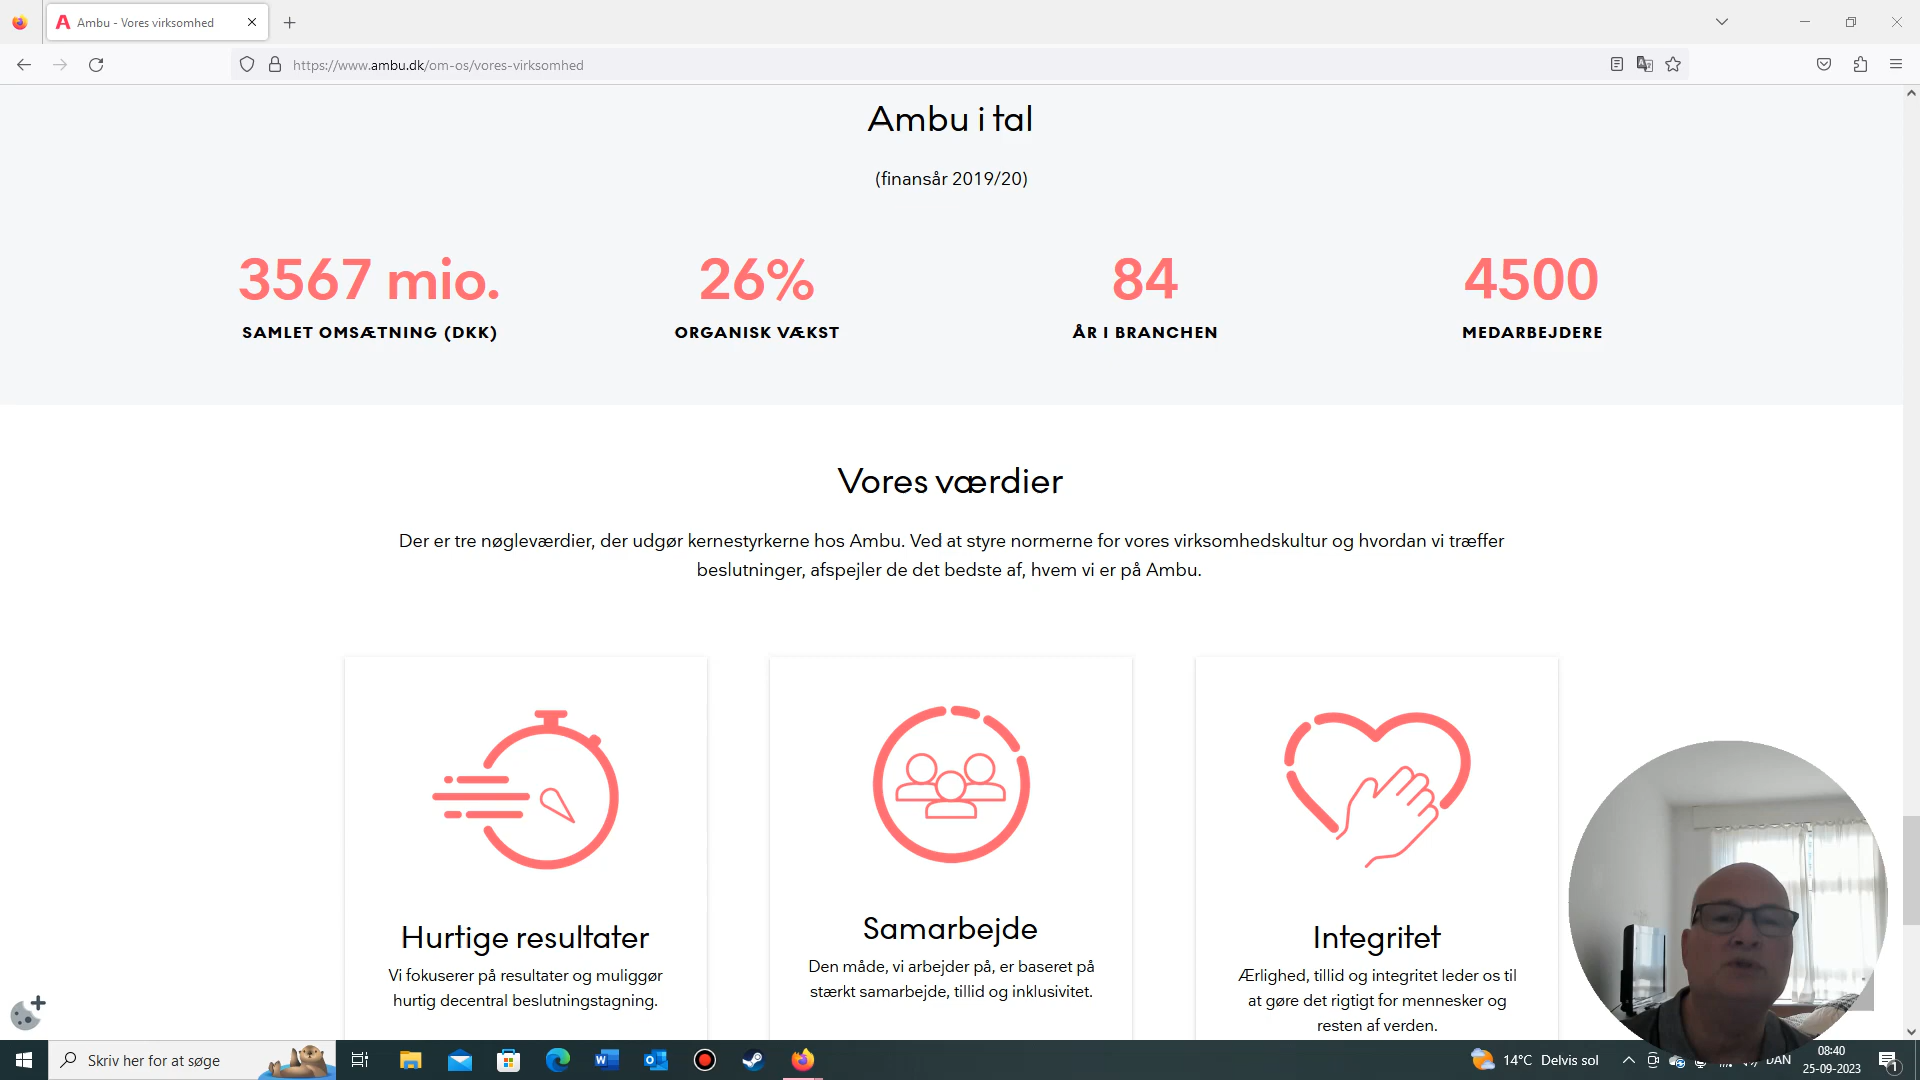 Ambu - Vores virksomhed
https://www.ambu.dk/om-os/vores-virksomhed
Ambu i tal
(finansår 2019/20)
3567 mio.
SAMLET OMSÆTNING (DKK)
26%
ORGANISK VÆKST
84
ÅR I BRANCHEN
4500
MEDARBEJDERE
Vores værdier
Der er tre nøgleværdier, der udgør kernestyrkerne hos Ambu. Ved at styre normerne for vores virksomhedskultur og hvordan vi træffer
beslutninger, afspejler de det bedste af, hvem vi er på Ambu.
Hurtige resultater
Vi fokuserer på resultater og muliggør
hurtig decentral beslutningstagning.
Samarbejde
Den måde, vi arbejder på, er baseret på
stærkt samarbejde, tillid og inklusivitet.
Integritet
Ærlighed, tillid og integritet leder os til
at gøre det rigtigt for mennesker og
resten af verden.
Skriv her for at søge
14°C Delvis sol
DAN
08:40
25-09-2023
1